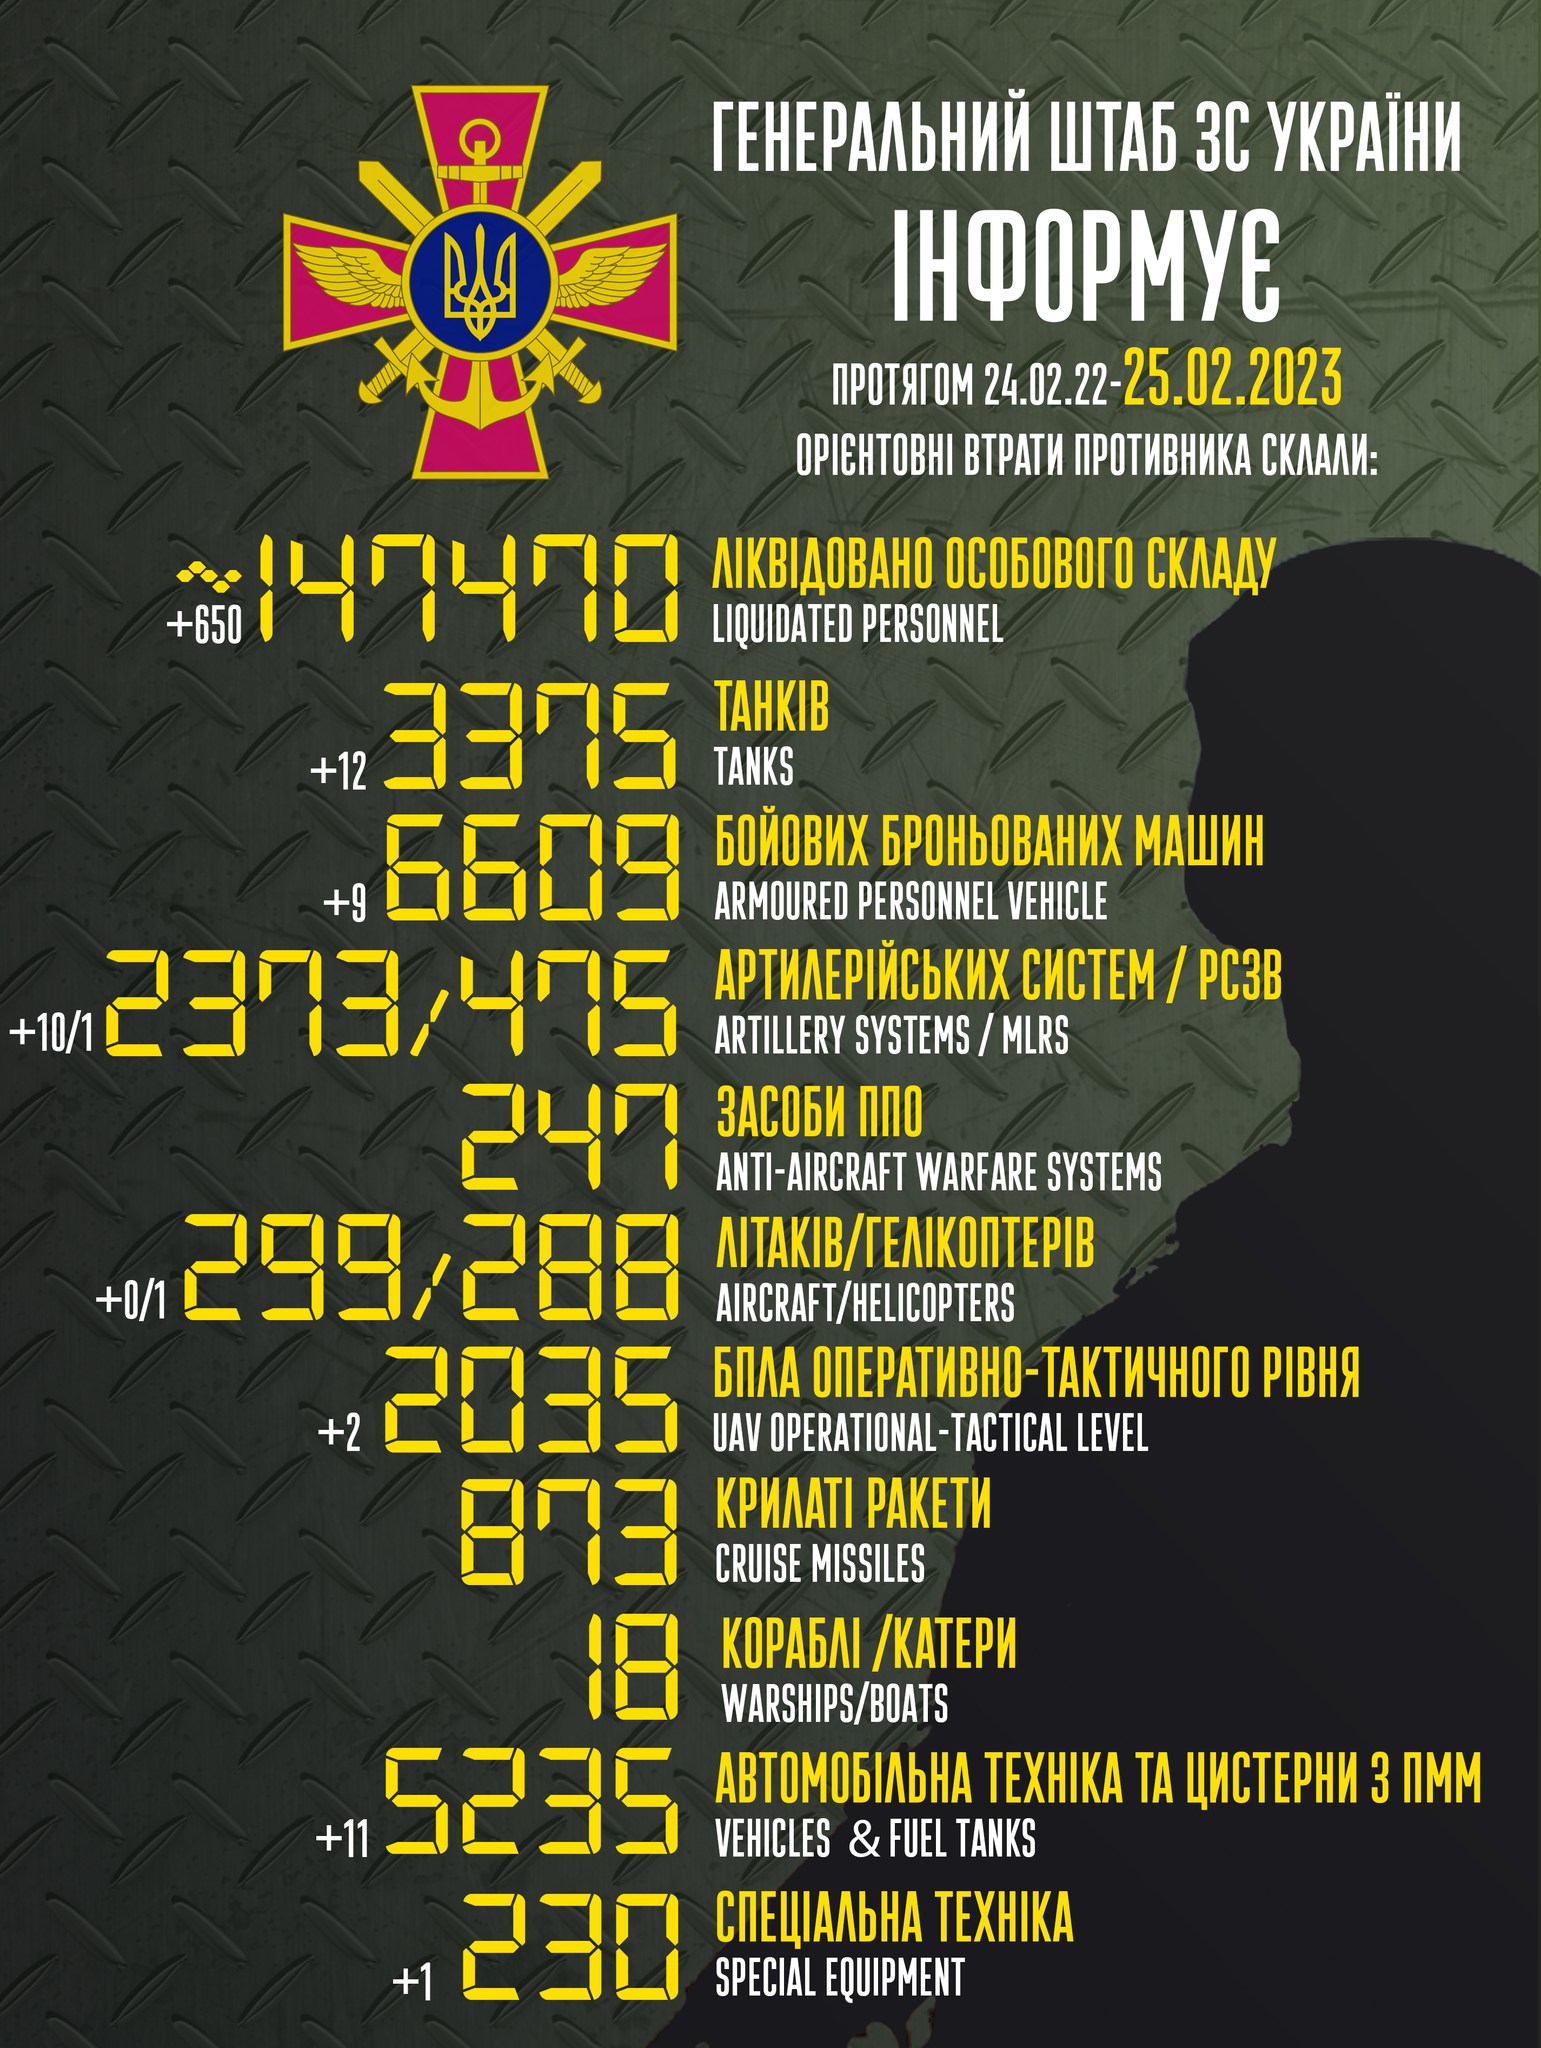 ГЕНЕРАЛЬНИЙ ШТАБ ЗС УКРАЇНИ
ІНФОРМУЄ
ПРОТЯГОМ 24.02.22-25.02.2023
ОРІЄНТОВНІ ВТРАТИ ПРОТИВНИКА СКЛАЛИ:
~147470 ЛІКВІДОВАНО ОСОБОВОГО СКЛАДУ
+650 LIQUIDATED PERSONNEL
3375 ТАНКІВ
+12 TANKS
6609 БОЙОВИХ БРОНЬОВАНИХ МАШИН
+9 ARMOURED PERSONNEL VEHICLE
2373/475 АРТИЛЕРІЙСЬКИХ СИСТЕМ / РСЗВ
+10/1 ARTILLERY SYSTEMS / MLRS
247 ЗАСОБИ ППО
ANTI-AIRCRAFT WARFARE SYSTEMS
299/288 ЛІТАКІВ/ГЕЛІКОПТЕРІВ
+0/1 AIRCRAFT/HELICOPTERS
2035 БПЛА ОПЕРАТИВНО-ТАКТИЧНОГО РІВНЯ
+2 UAV OPERATIONAL-TACTICAL LEVEL
873 КРИЛАТІ РАКЕТИ
CRUISE MISSILES
18 КОРАБЛІ /КАТЕРИ
WARSHIPS/BOATS
5235 АВТОМОБІЛЬНА ТЕХНІКА ТА ЦИСТЕРНИ З ПММ
+11 VEHICLES & FUEL TANKS
230 СПЕЦІАЛЬНА ТЕХНІКА
+1 SPECIAL EQUIPMENT